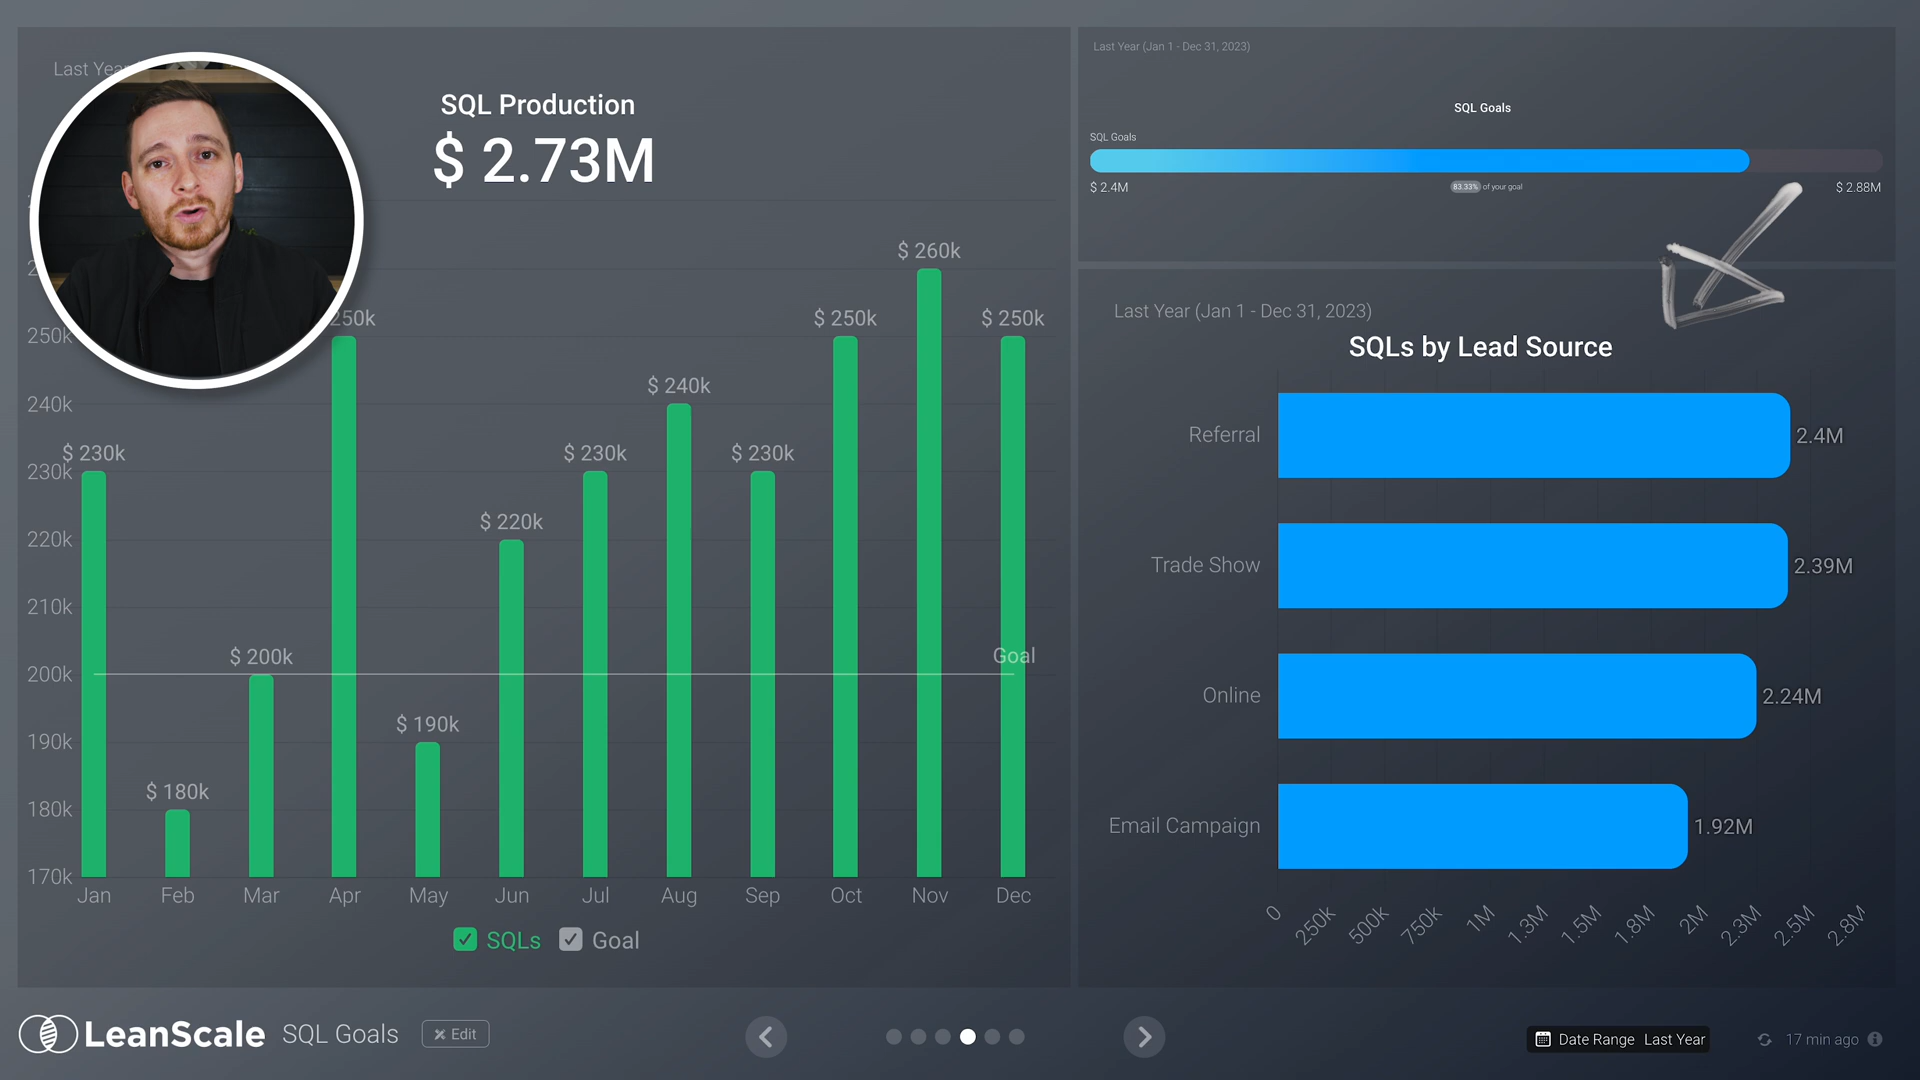 Last Year
SQL Production
$ 2.73M
250k
240k
230k
220k
210k
200k
190k
180k
170k
$ 230k
$ 180k
$ 200k
250k
$ 190k
$ 220k
$ 230k
$ 240k
$ 230k
$ 250k
$ 260k
$ 250k
Goal
Jan Feb Mar Apr May Jun Jul Aug Sep Oct Nov Dec
SQLs Goal
Last Year (Jan 1 - Dec 31, 2023)
SQL Goals
SQL Goals
$ 2.4M 83.33% of your goal $ 2.88M
Last Year (Jan 1 - Dec 31, 2023)
SQLs by Lead Source
Referral 2.4M
Trade Show 2.39M
Online 2.24M
Email Campaign 1.92M
0 250k 500k 750k 1M 1.3M 1.5M 1.8M 2M 2.3M 2.5M 2.8M
LeanScale SQL Goals Edit
Date Range Last Year 17 min ago